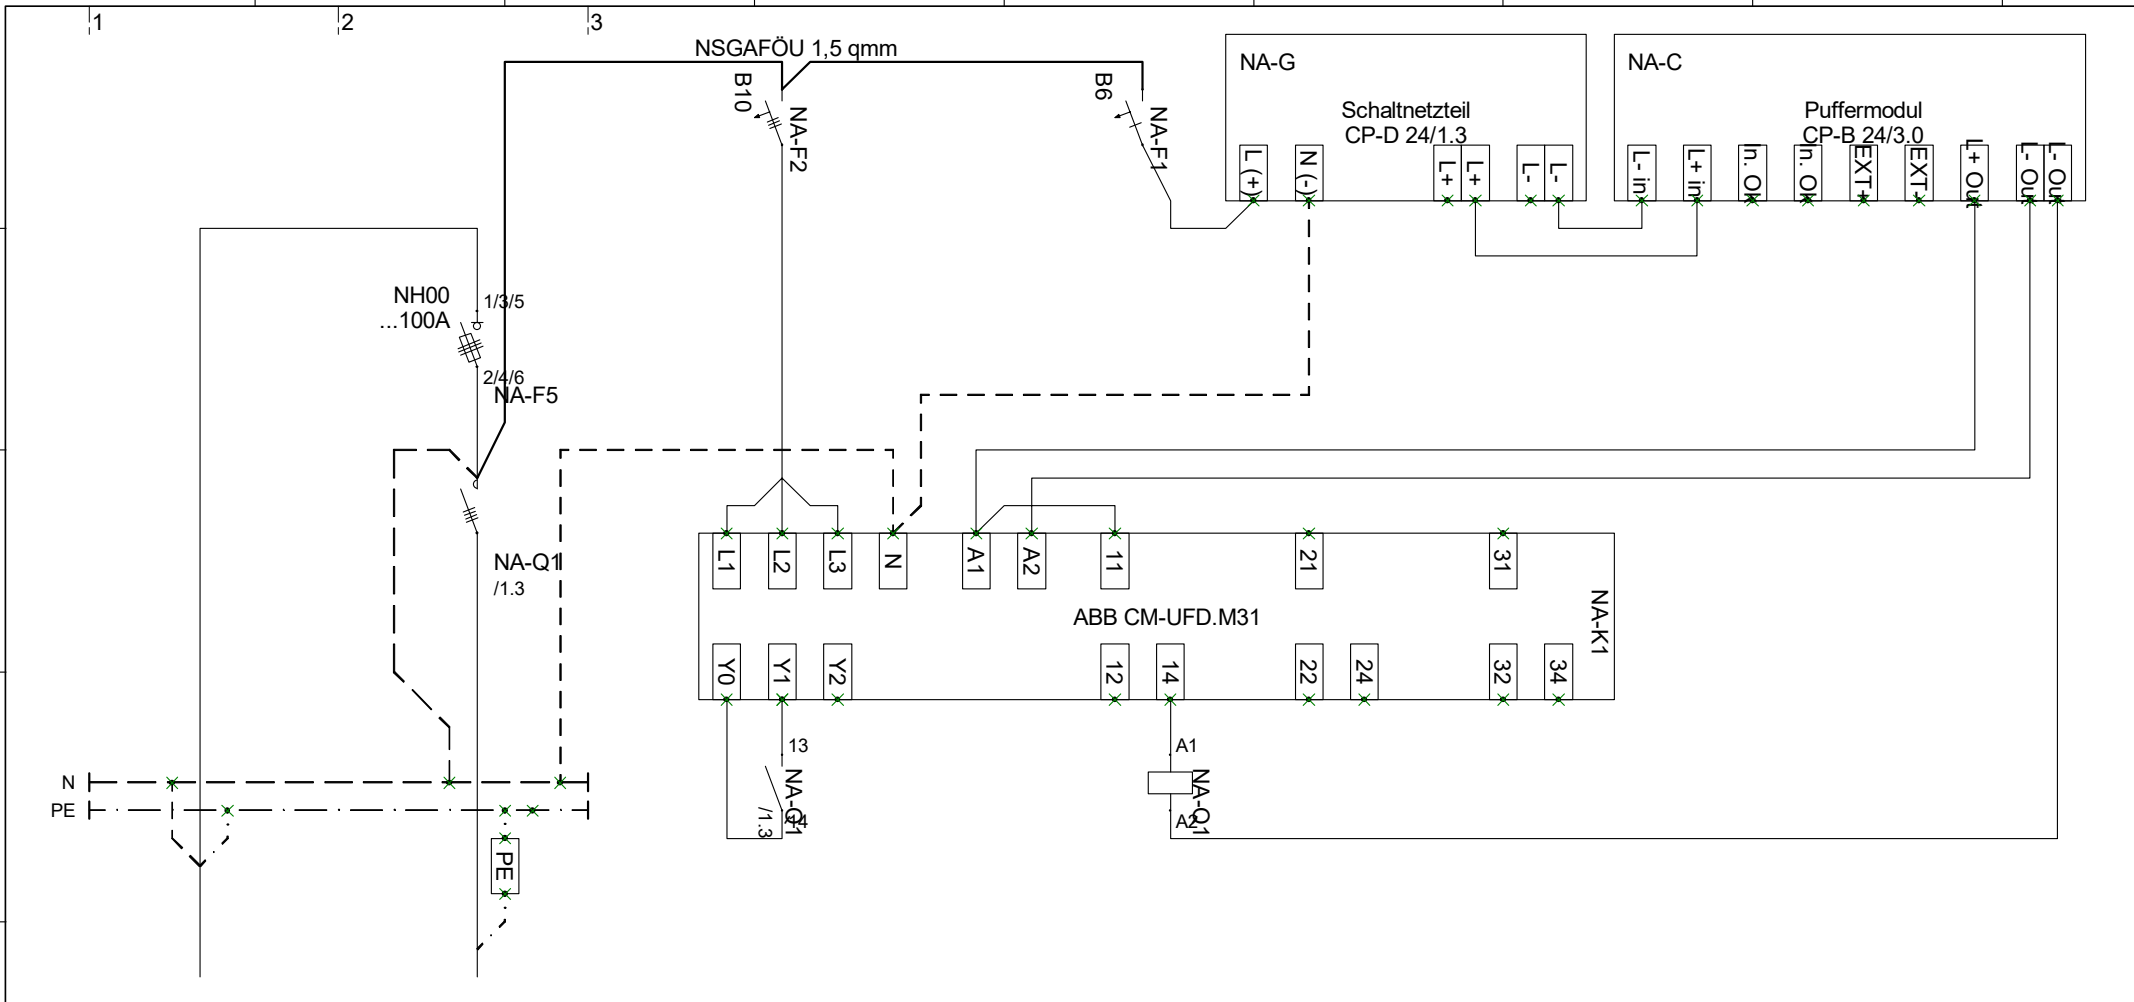 1
2
3
NSGAFÖU 1,5 qmm
B10
NA-F2
B6
NA-F1
NA-G
Schaltnetzteil
CP-D 24/1.3
L (+)
N (-)
L+
L+
L-
L-
NA-C
Puffermodul
CP-B 24/3.0
L- in
L+ in
In. OK
In. OK
EXT+
EXT-
L+ Out
L- Out
L- Out
NH00
...100A
1/3/5
2/4/6
NA-F5
NA-Q1
/1.3
L1
L2
L3
N
A1
A2
11
21
31
ABB CM-UFD.M31
NA-K1
Y0
Y1
Y2
12
14
22
24
32
34
13
NA-Q1
/1.3
14
A1
NA-Q1
A2
N
PE
PE